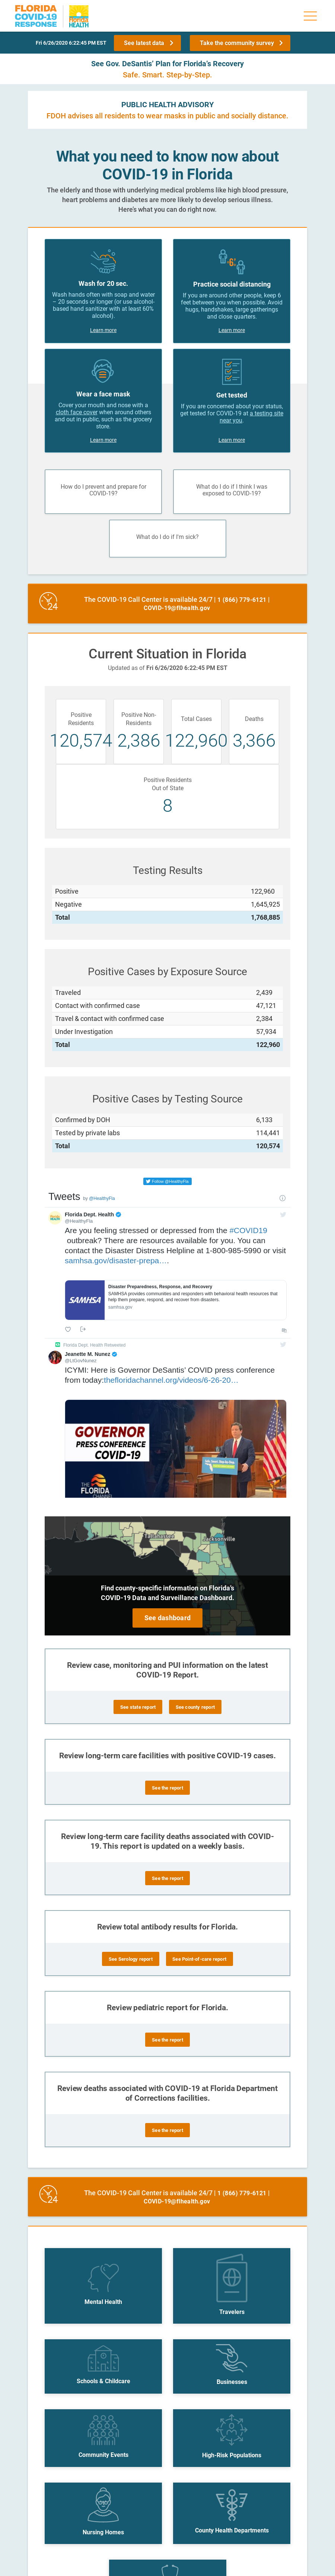 FLORIDA
COVID-19
RESPONSE
Florida
HEALTH
Fri 6/26/2020 6:22:45 PM EST
See latest data
Take the community survey
See Gov. DeSantis' Plan for Florida's Recovery
Safe. Smart. Step-by-Step.
PUBLIC HEALTH ADVISORY
FDOH advises all residents to wear masks in public and socially distance.
What you need to know now about
COVID-19 in Florida
The elderly and those with underlying medical problems like high blood pressure,
heart problems and diabetes are more likely to develop serious illness.
Here's what you can do right now.
Wash for 20 sec.
Wash hands often with soap and water
– 20 seconds or longer (or use alcohol-
based hand sanitizer with at least 60%
alcohol).
Learn more
6'
Practice social distancing
If you are around other people, keep 6
feet between you when possible. Avoid
hugs, handshakes, large gatherings
and close quarters.
Learn more
Wear a face mask
Cover your mouth and nose with a
cloth face cover when around others
and out in public, such as the grocery
store.
Learn more
Get tested
If you are concerned about your status,
get tested for COVID-19 at a testing site
near you.
Learn more
How do I prevent and prepare for
COVID-19?
What do I do if I think I was
exposed to COVID-19?
What do I do if I'm sick?
24
The COVID-19 Call Center is available 24/7 | 1 (866) 779-6121 |
COVID-19@flhealth.gov
Current Situation in Florida
Updated as of Fri 6/26/2020 6:22:45 PM EST
Positive
Residents
120,574
Positive Non-
Residents
2,386
Total Cases
122,960
Deaths
3,366
Positive Residents
Out of State
8
Testing Results
Positive 122,960
Negative 1,645,925
Total 1,768,885
Positive Cases by Exposure Source
Traveled 2,439
Contact with confirmed case 47,121
Travel & contact with confirmed case 2,384
Under Investigation 57,934
Total 122,960
Positive Cases by Testing Source
Confirmed by DOH 6,133
Tested by private labs 114,441
Total 120,574
Follow @HealthyFla
Tweets by @HealthyFla
Florida Dept. Health
@HealthyFla
Are you feeling stressed or depressed from the #COVID19
outbreak? There are resources available for you. You can
contact the Disaster Distress Helpline at 1-800-985-5990 or visit
samhsa.gov/disaster-prepa….
SAMHSA
Disaster Preparedness, Response, and Recovery
SAMHSA provides communities and responders with behavioral health resources that
help them prepare, respond, and recover from disasters.
samhsa.gov
Florida Dept. Health Retweeted
Jeanette M. Nunez
@LtGovNunez
ICYMI: Here is Governor DeSantis' COVID press conference
from today:thefloridachannel.org/videos/6-26-20…
GOVERNOR
PRESS CONFERENCE
COVID-19
THE
FLORIDA
CHANNEL
Tallahassee
Jacksonville
Find county-specific information on Florida's
COVID-19 Data and Surveillance Dashboard.
See dashboard
Review case, monitoring and PUI information on the latest
COVID-19 Report.
See state report
See county report
Review long-term care facilities with positive COVID-19 cases.
See the report
Review long-term care facility deaths associated with COVID-
19. This report is updated on a weekly basis.
See the report
Review total antibody results for Florida.
See Serology report
See Point-of-care report
Review pediatric report for Florida.
See the report
Review deaths associated with COVID-19 at Florida Department
of Corrections facilities.
See the report
24
The COVID-19 Call Center is available 24/7 | 1 (866) 779-6121 |
COVID-19@flhealth.gov
Mental Health
Travelers
Schools & Childcare
Businesses
Community Events
High-Risk Populations
Nursing Homes
County Health Departments